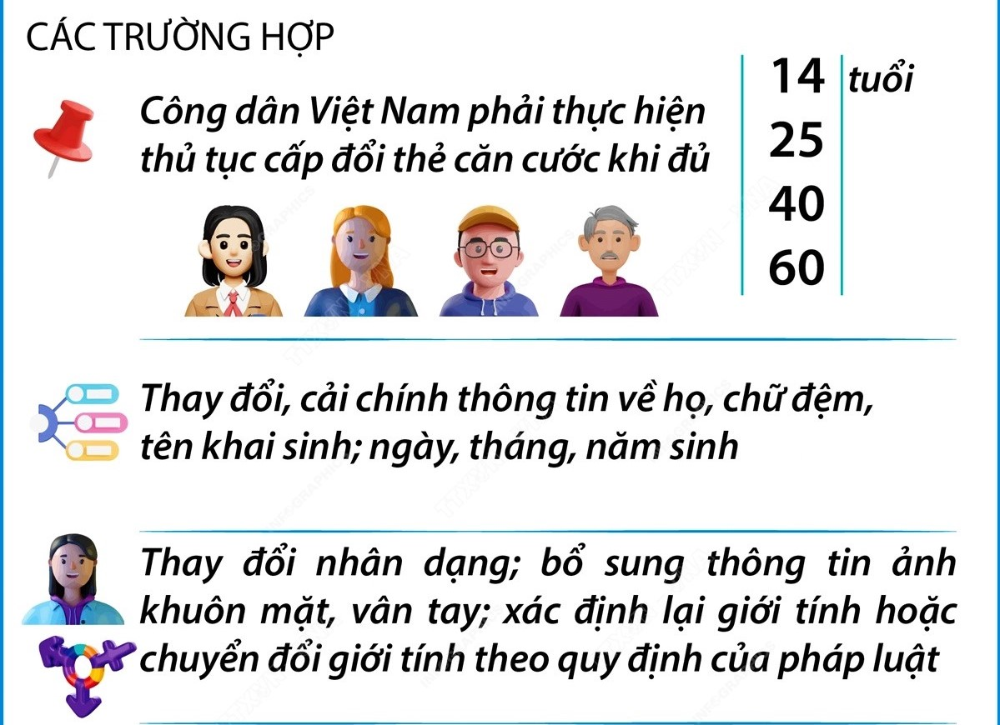 CÁC TRƯỜNG HỢP
Công dân Việt Nam phải thực hiện
thủ tục cấp đổi thẻ căn cước khi đủ
14 tuổi
25
40
60
Thay đổi, cải chính thông tin về họ, chữ đệm,
tên khai sinh; ngày, tháng, năm sinh
Thay đổi nhân dạng; bổ sung thông tin ảnh
khuôn mặt, vân tay; xác định lại giới tính hoặc
chuyển đổi giới tính theo quy định của pháp luật